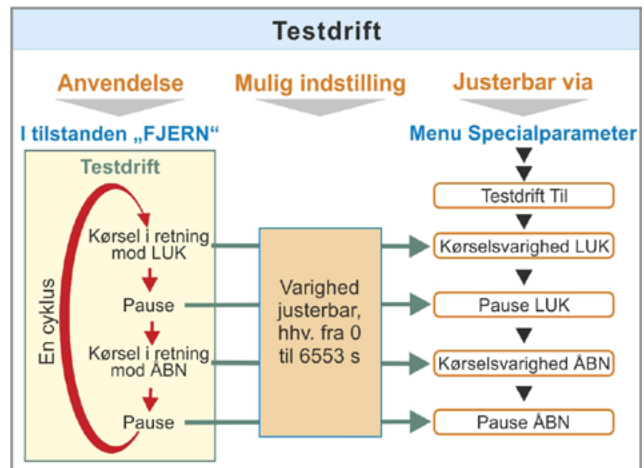 Testdrift
Anvendelse
Mulig indstilling
Justerbar via
I tilstanden „FJERN“
Menu Specialparameter
Testdrift
En cyklus
Kørsel i retning
mod LUK
Pause
Kørsel i retning
mod ÅBN
Pause
Varighed
justerbar,
hhv. fra 0
til 6553 s
Testdrift Til
Kørselsvarighed LUK
Pause LUK
Kørselsvarighed ÅBN
Pause ÅBN